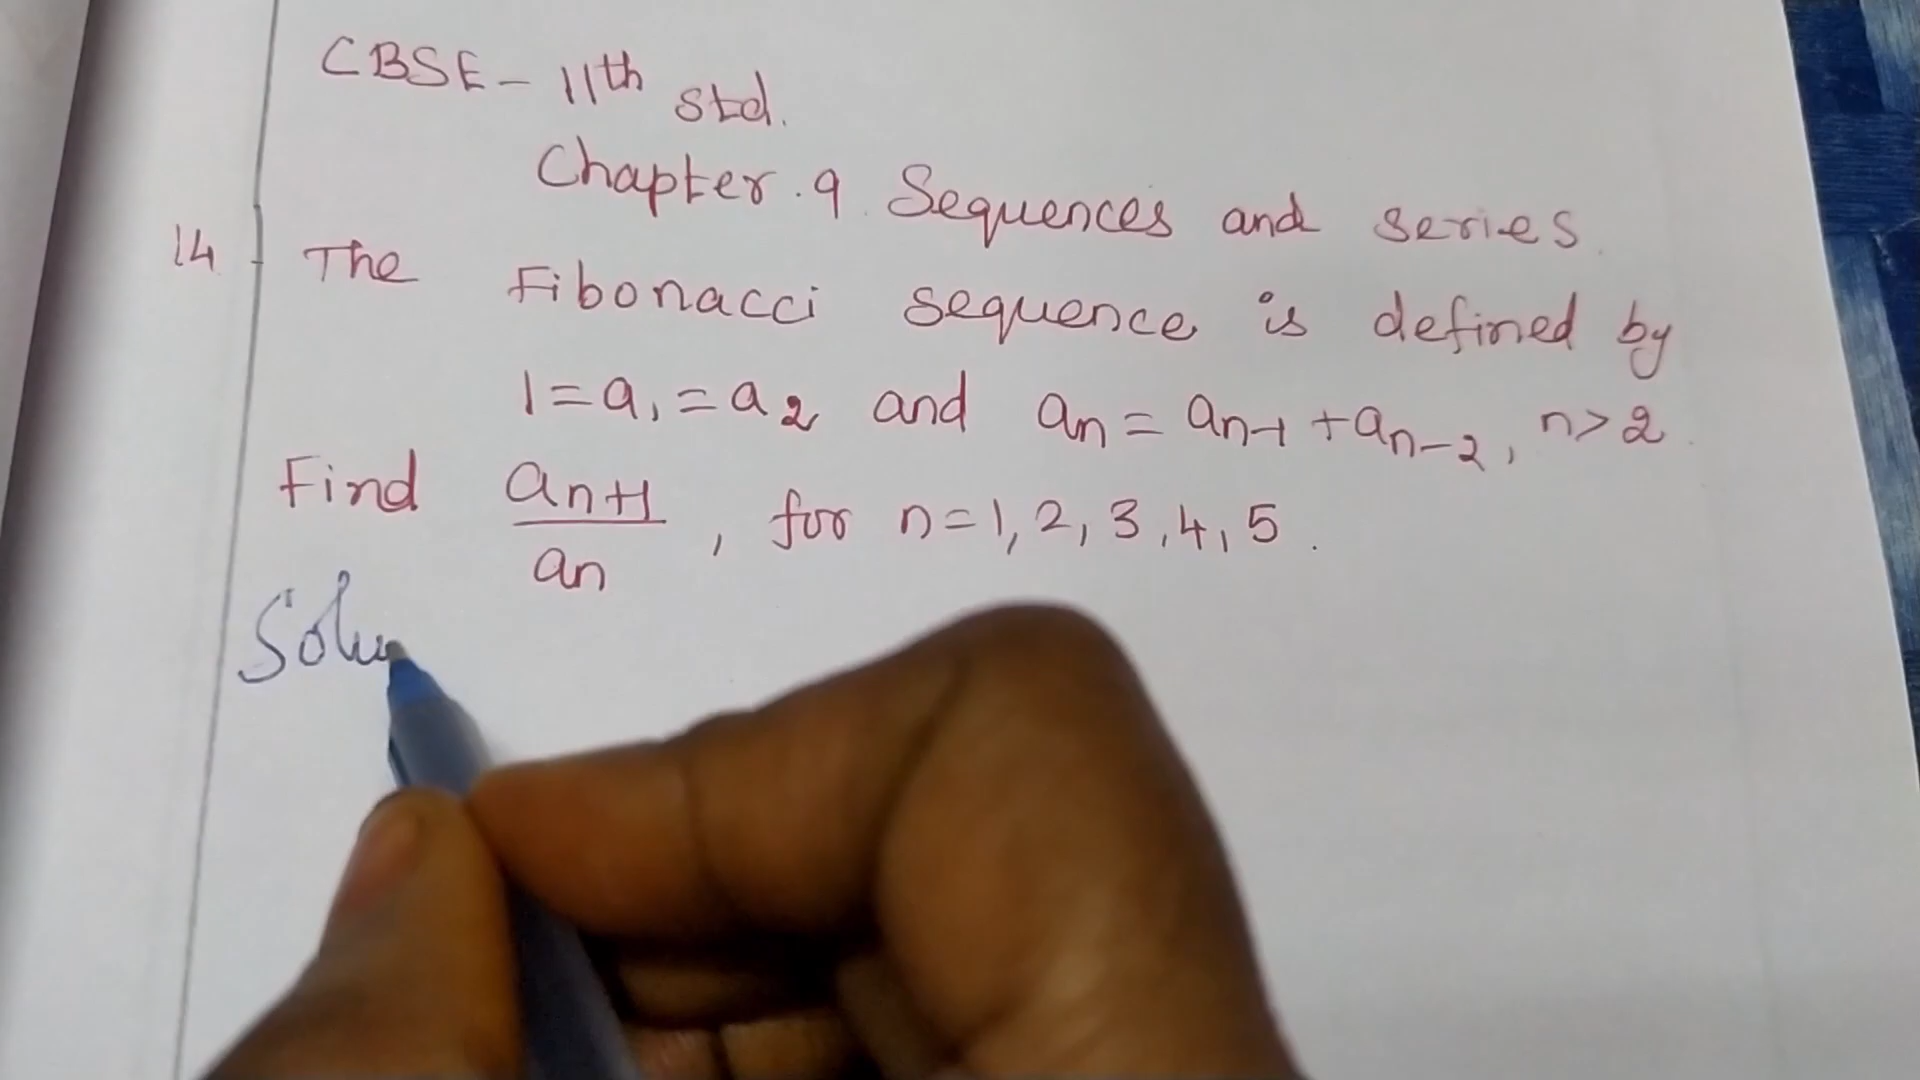 CBSE - 11th std.
Chapter.9 Sequences and series.
14 The Fibonacci sequence is defined by
1 = a₁ = a₂ and aₙ = aₙ₋₁ + aₙ₋₂, n > 2.
Find aₙ₊₁/aₙ, for n = 1, 2, 3, 4, 5.
Solu